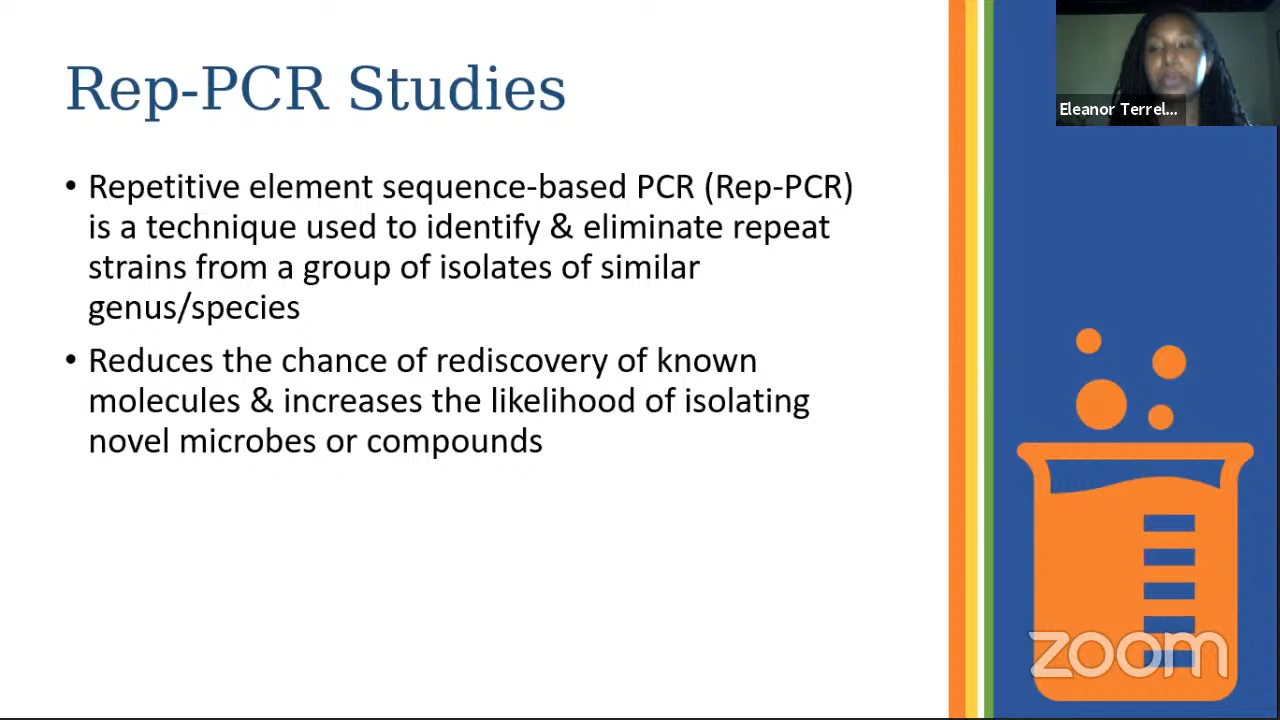 Rep-PCR Studies
Eleanor Terrel...
• Repetitive element sequence-based PCR (Rep-PCR)
is a technique used to identify & eliminate repeat
strains from a group of isolates of similar
genus/species
• Reduces the chance of rediscovery of known
molecules & increases the likelihood of isolating
novel microbes or compounds
zoom